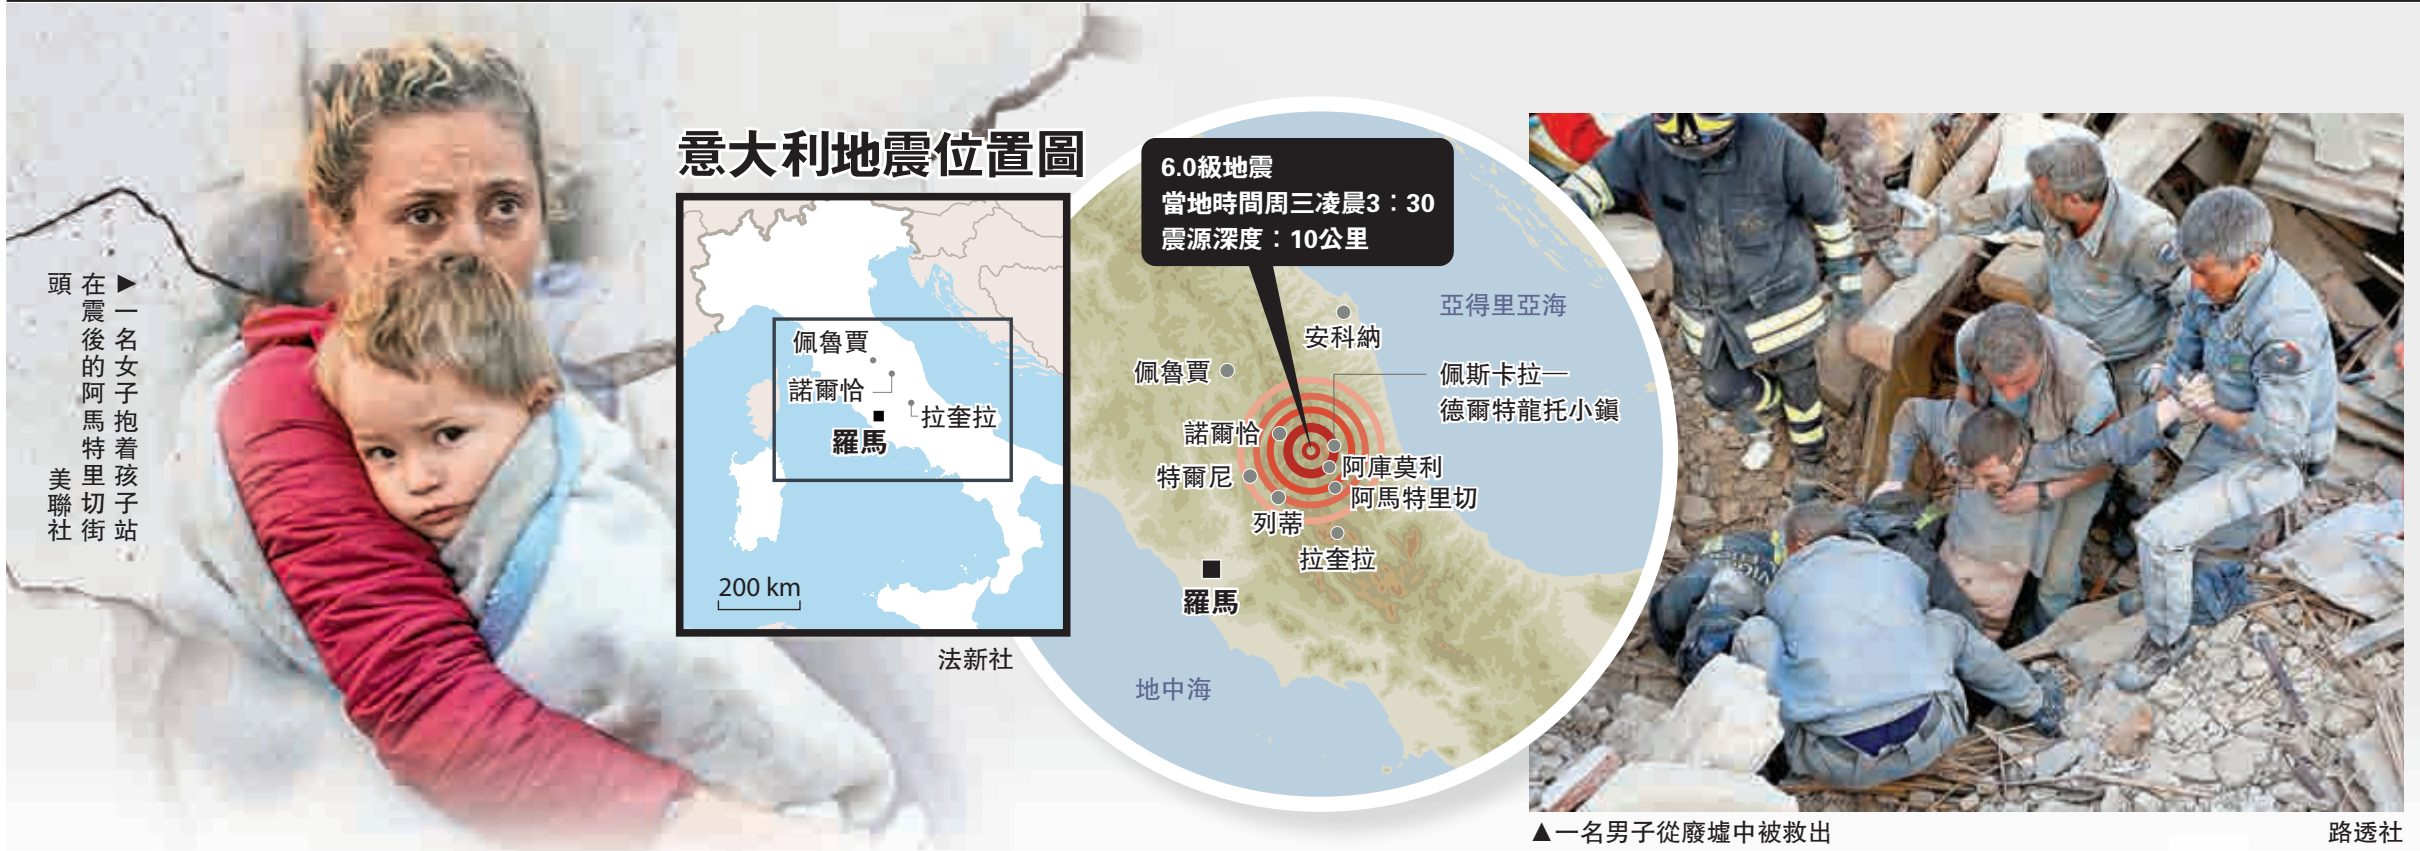 ▶一名女子抱着孩子站
在震後的阿馬特里切街
頭　　　美聯社
意大利地震位置圖
佩魯賈
諾爾恰
拉奎拉
羅馬
200 km
法新社
6.0級地震
當地時間周三凌晨3：30
震源深度：10公里
亞得里亞海
安科納
佩魯賈
佩斯卡拉—
德爾特龍托小鎮
諾爾恰
特爾尼
阿庫莫利
阿馬特里切
列蒂
拉奎拉
羅馬
地中海
▲一名男子從廢墟中被救出
路透社